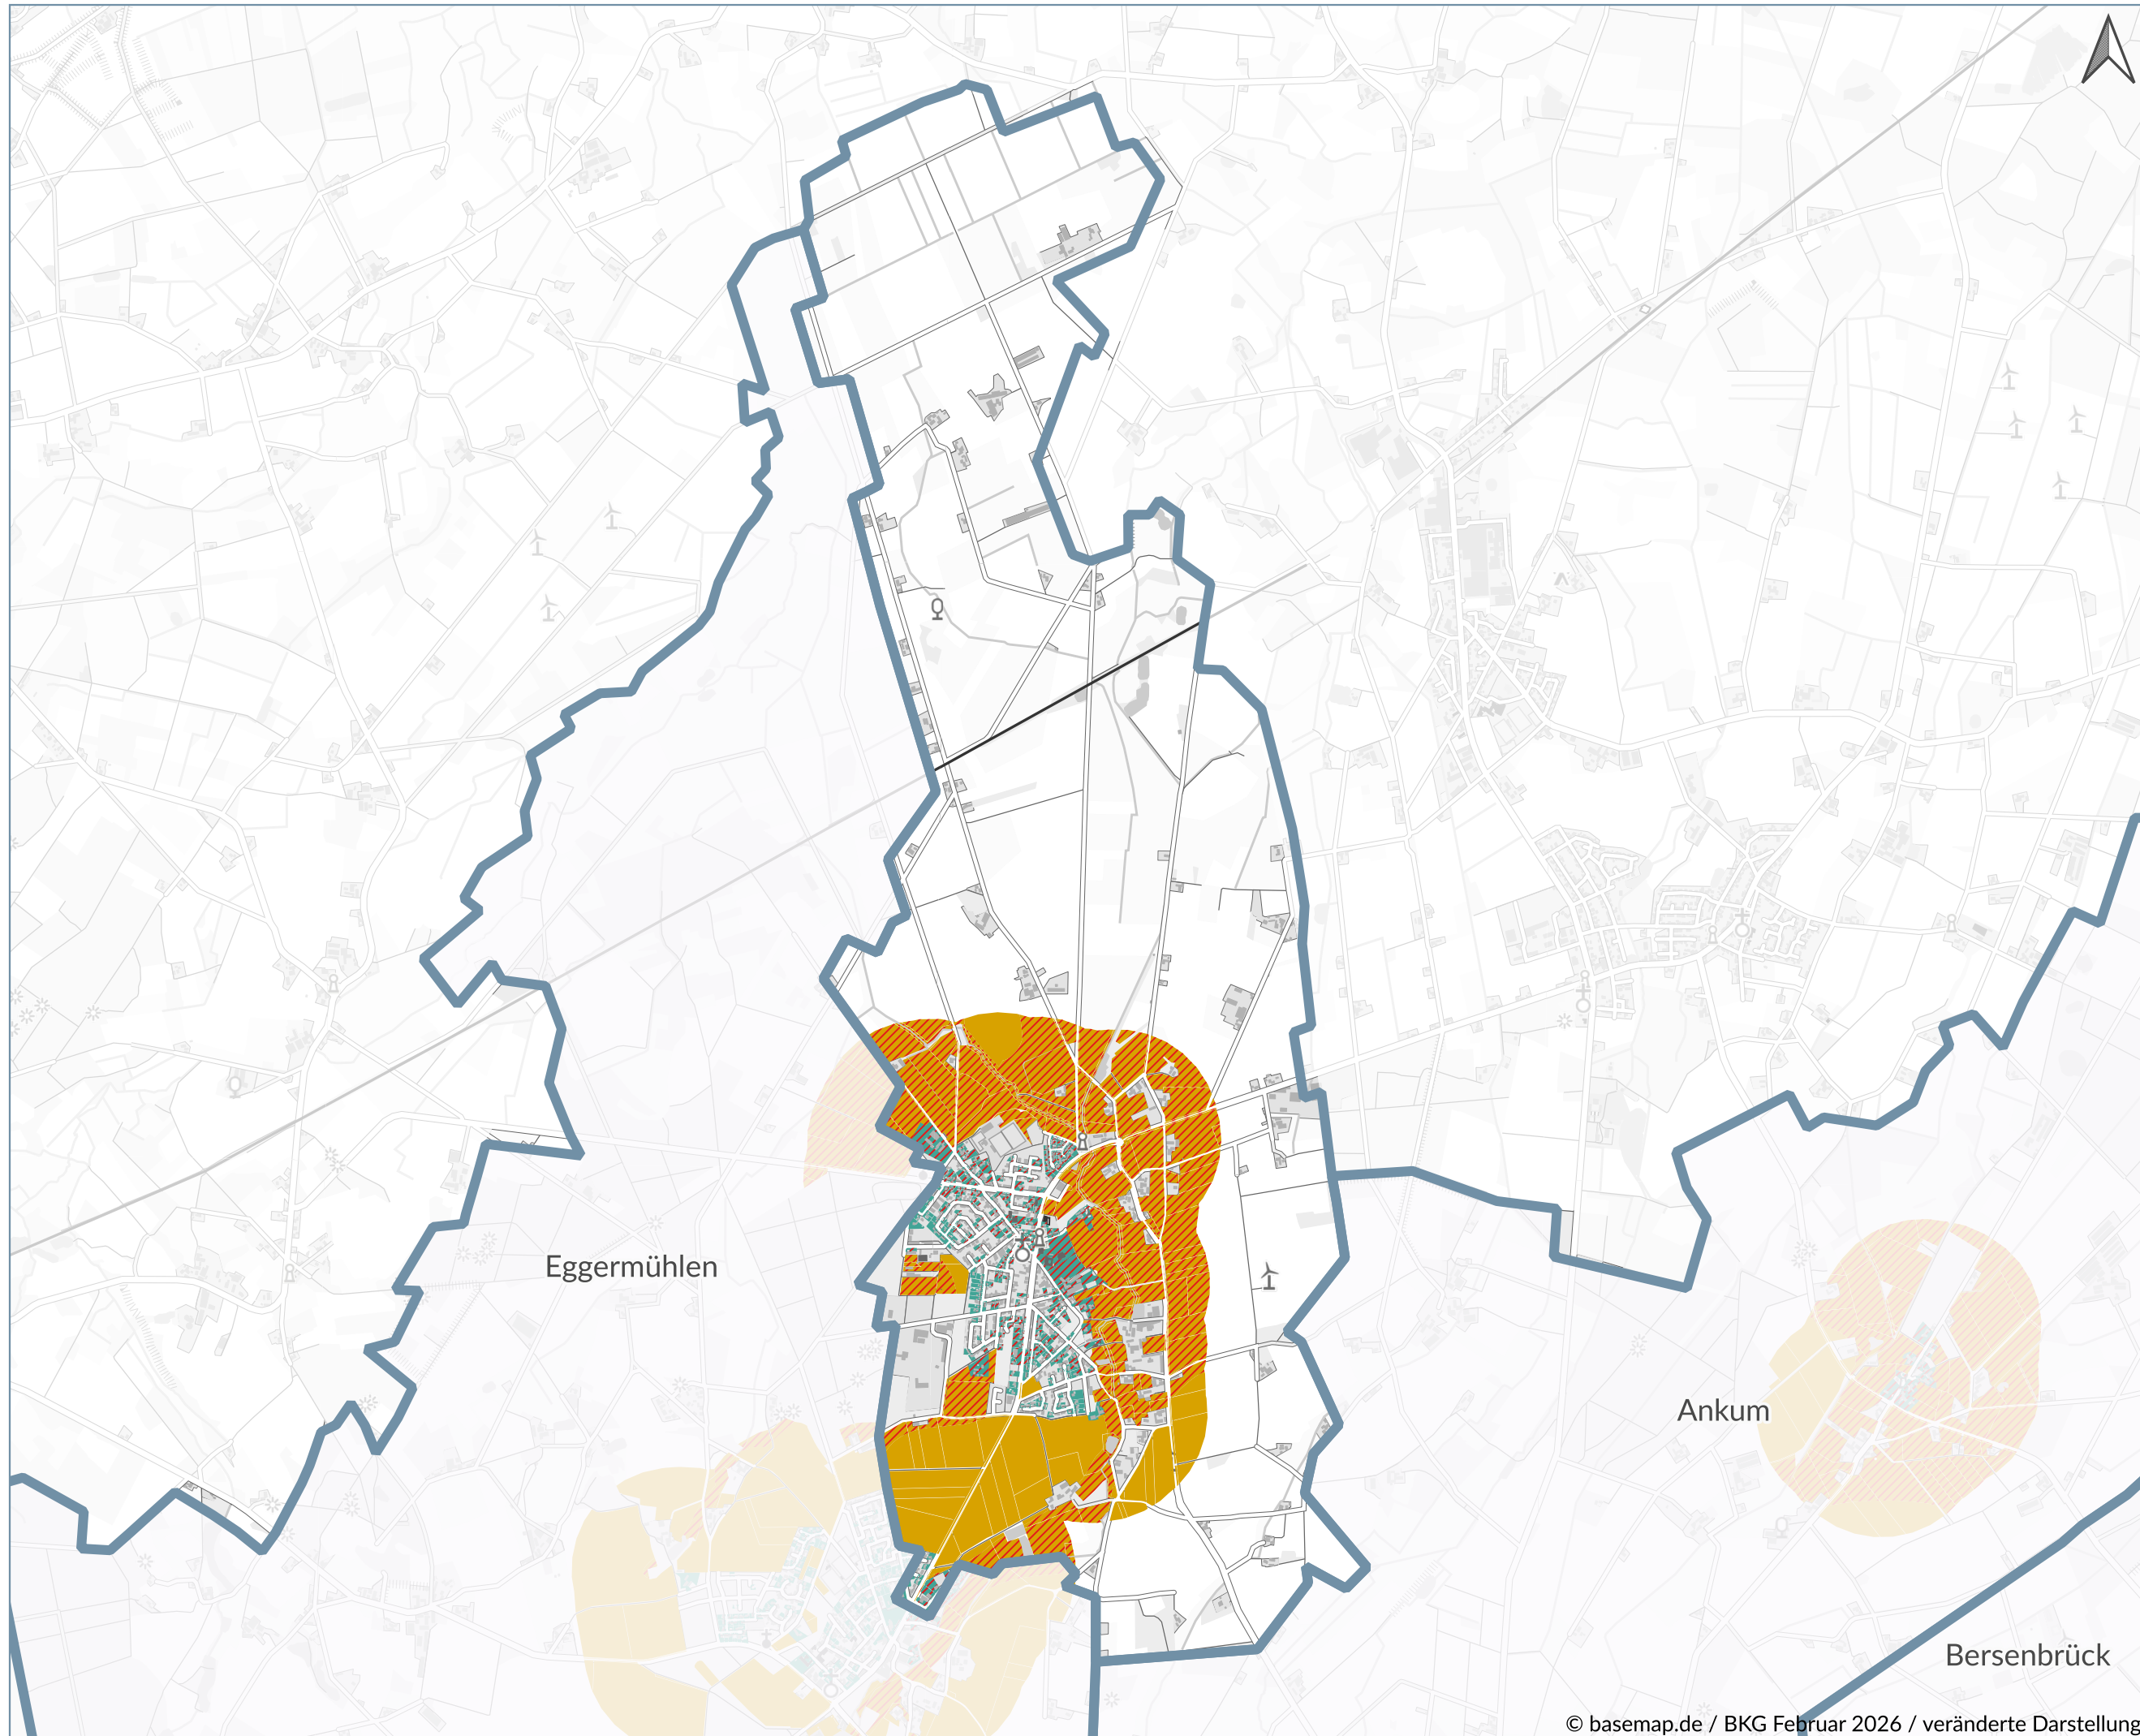 Eggermühlen
Ankum
Bersenbrück
© basemap.de / BKG Februar 2026 / veränderte Darstellung